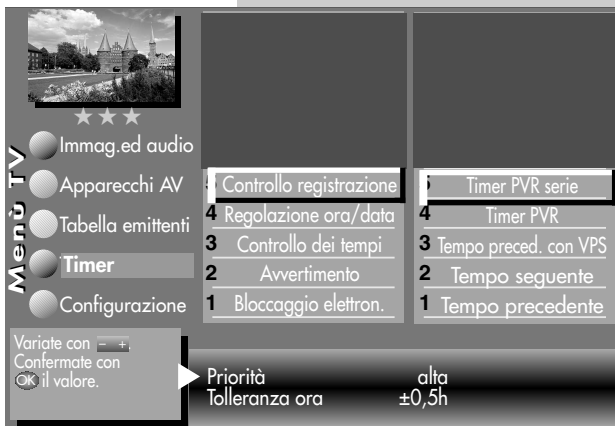 Menù TV
Immag.ed audio
Apparecchi AV
Tabella emittenti
Timer
Configurazione
5 Controllo registrazione
4 Regolazione ora/data
3 Controllo dei tempi
2 Avvertimento
1 Bloccaggio elettron.
5 Timer PVR serie
4 Timer PVR
3 Tempo preced. con VPS
2 Tempo seguente
1 Tempo precedente
Variate con - +.
Confermate con
OK il valore.
Priorità alta
Tolleranza ora ±0,5h